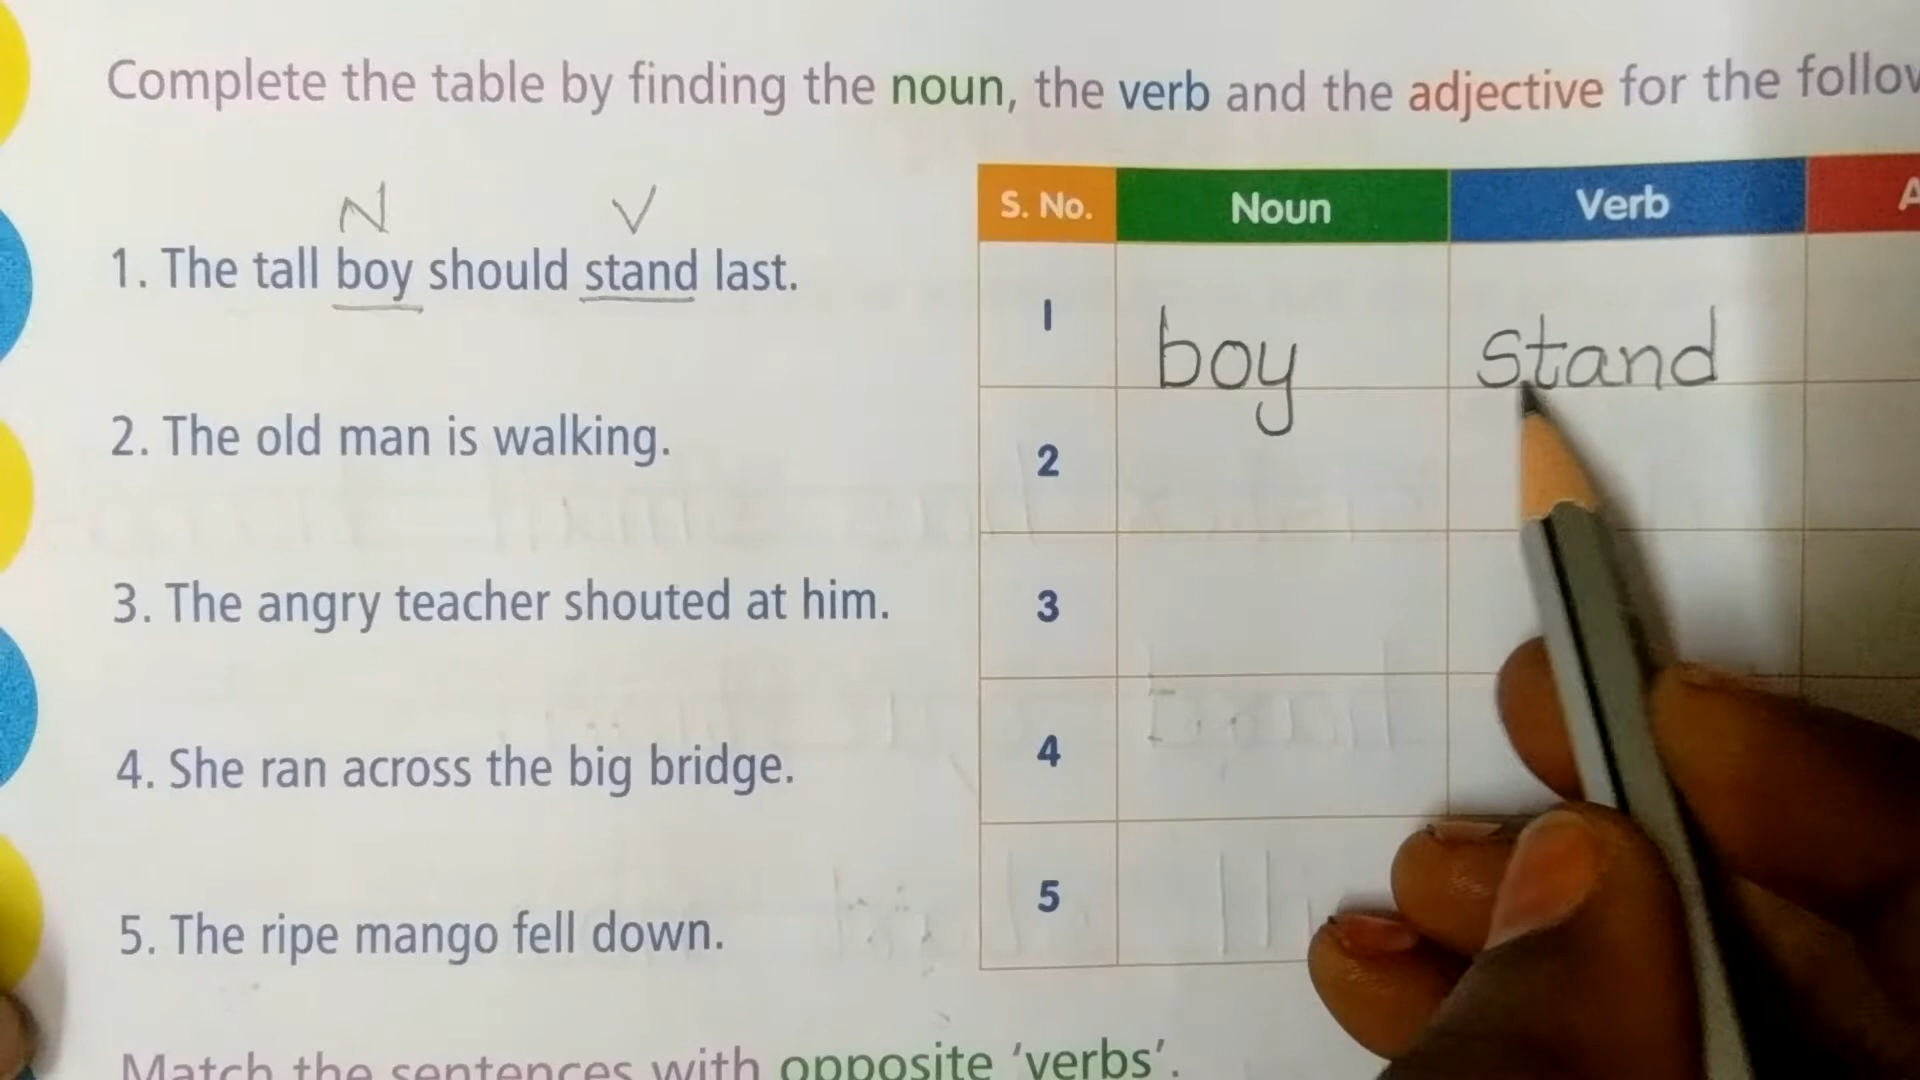 Complete the table by finding the noun, the verb and the adjective for the
N V
1. The tall boy should stand last.
2. The old man is walking.
3. The angry teacher shouted at him.
4. She ran across the big bridge.
5. The ripe mango fell down.
S. No. Noun Verb
1 boy stand
2
3
4
5
Match the sentences with opposite ‘verbs’.